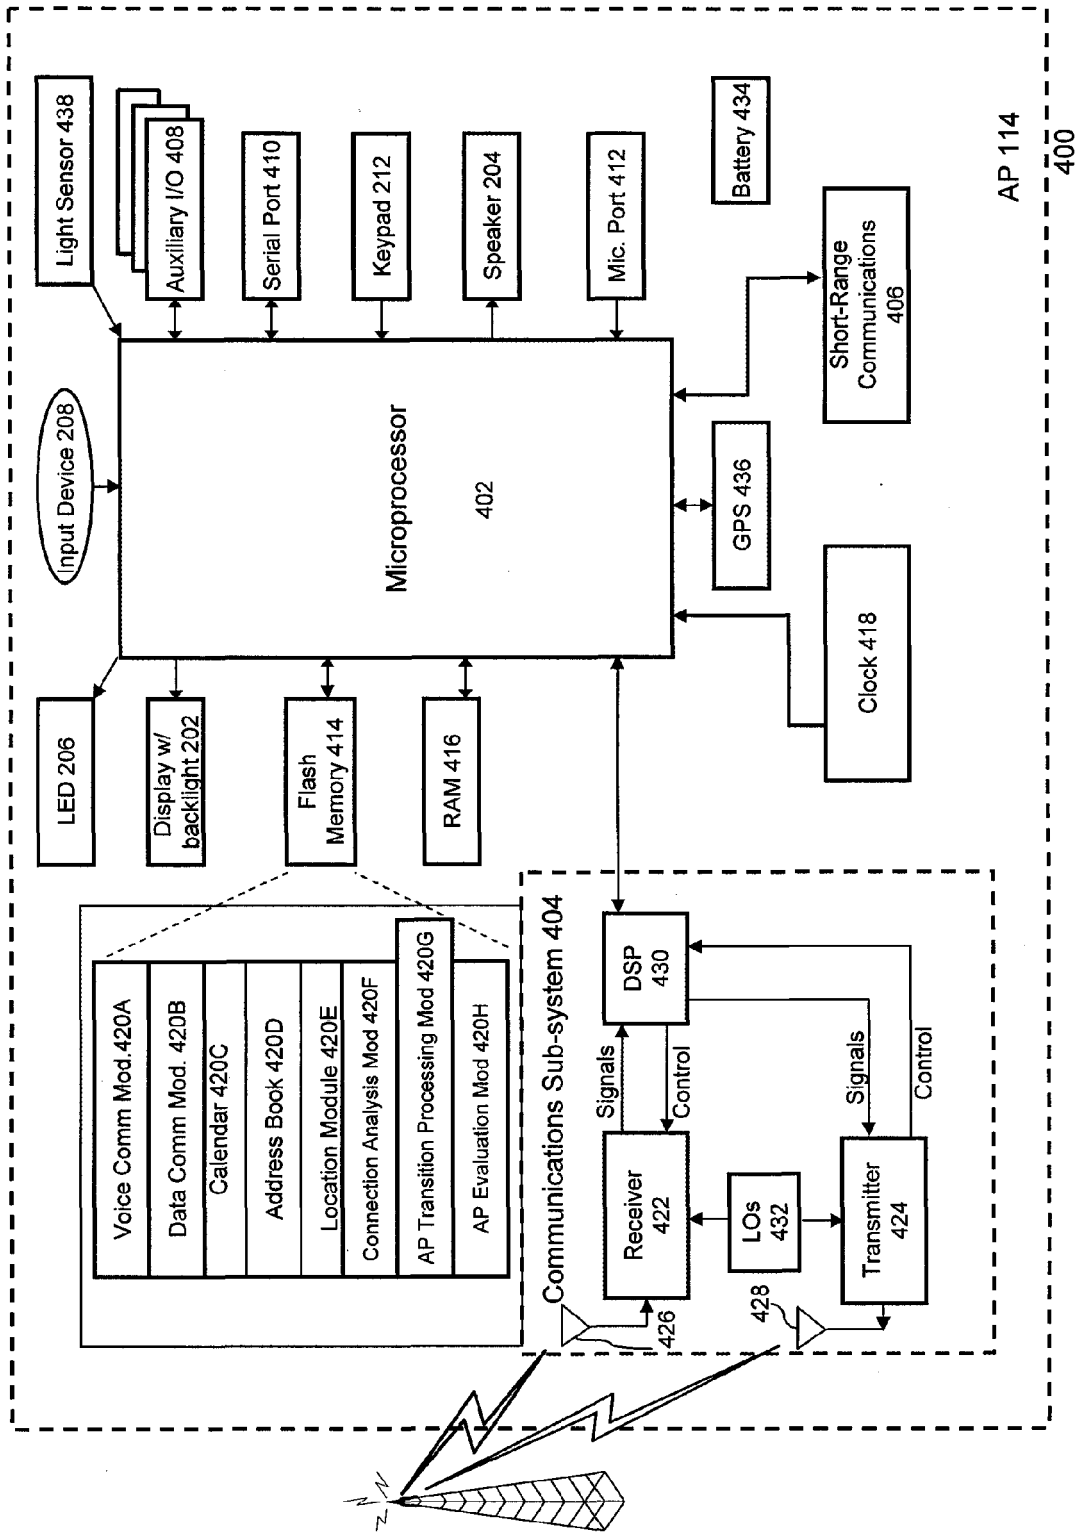 Voice Comm Mod.420A
Data Comm Mod. 420B
Calendar 420C
Address Book 420D
Location Module 420E
Connection Analysis Mod 420F
AP Transition Processing Mod 420G
AP Evaluation Mod 420H
LED 206
Display w/
backlight 202
Flash
Memory 414
RAM 416
Input Device 208
Microprocessor
402
Light Sensor 438
Auxiliary I/O 408
Serial Port 410
Keypad 212
Speaker 204
Mic. Port 412
Battery 434
Communications Sub-system 404
426
Receiver
422
Signals
Control
DSP
430
LOs
432
428
Transmitter
424
Signals
Control
Clock 418
GPS 436
Short-Range
Communications
406
AP 114
400